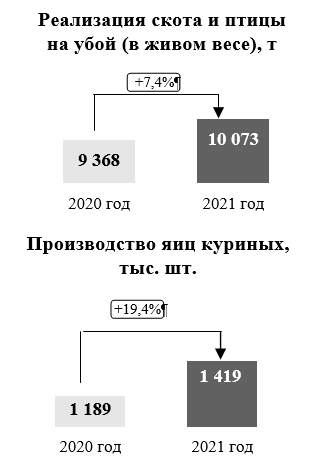 Реализация скота и птицы
на убой (в живом весе), т
+7,4%¶
9 368
10 073
2020 год
2021 год
Производство яиц куриных,
тыс. шт.
+19,4%¶
1 189
1 419
2020 год
2021 год